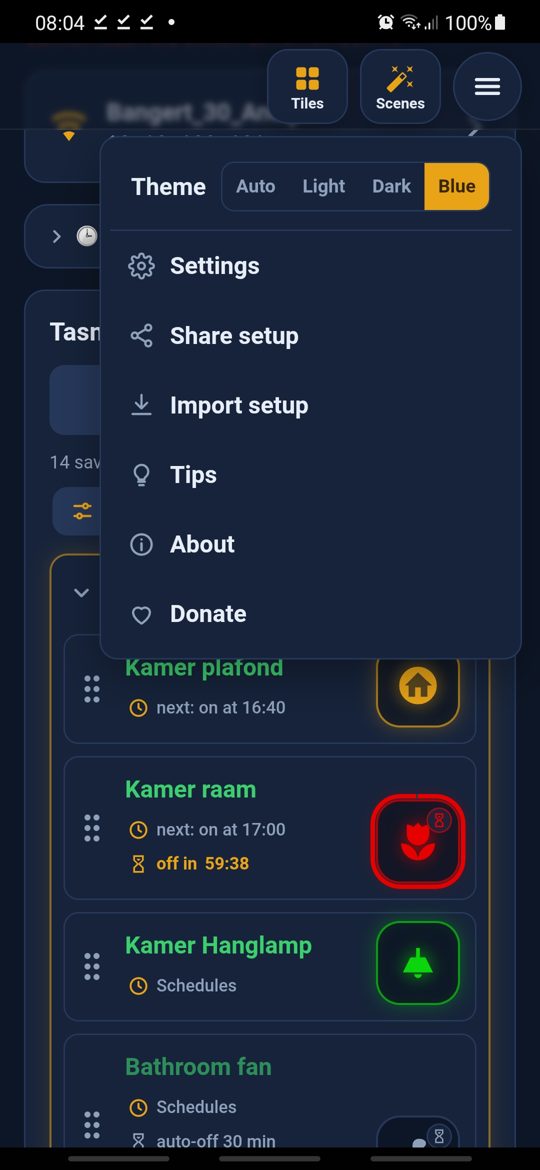 08:04
100%
Tiles
Scenes
Theme
Auto Light Dark Blue
Settings
Share setup
Tasm
Import setup
14 sav
Tips
About
Donate
Kamer plafond
next: on at 16:40
Kamer raam
next: on at 17:00
off in 59:38
Kamer Hanglamp
Schedules
Bathroom fan
Schedules
auto-off 30 min